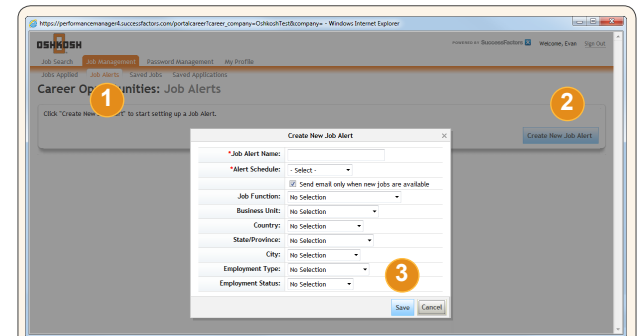 https://performancemanager4.successfactors.com/portalcareer?career_company=OshkoshTest&company= - Windows Internet Explorer
OSHKOSH
POWERED BY SuccessFactors Welcome, Evan Sign Out
Job Search Job Management Password Management My Profile
Jobs Applied Job Alerts Saved Jobs Saved Applications
Career Opportunities: Job Alerts
1
2
Click "Create New Job Alert" to start setting up a Job Alert.
Create New Job Alert
Create New Job Alert ×
*Job Alert Name:
*Alert Schedule: - Select -
Send email only when new jobs are available
Job Function: No Selection
Business Unit: No Selection
Country: No Selection
State/Province: No Selection
City: No Selection
Employment Type: No Selection
3
Employment Status: No Selection
Save Cancel